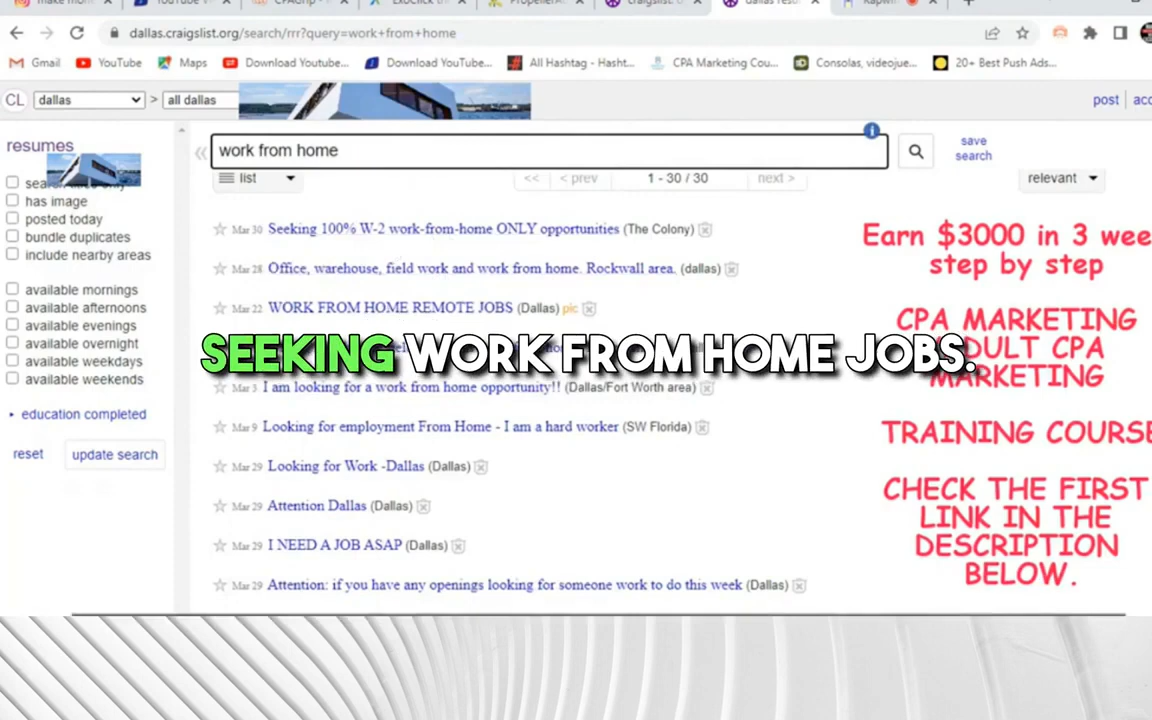 dallas.craigslist.org/search/rrr?query=work+from+home
Gmail YouTube Maps Download Youtube... Download YouTube... All Hashtag - Hasht... CPA Marketing Cou... Consolas, videojue... 20+ Best Push Ads...
CL dallas > all dallas post acc
resumes
work from home
save
search
has image
posted today
bundle duplicates
include nearby areas
available mornings
available afternoons
available evenings
available overnight
available weekdays
available weekends
education completed
reset update search
list << < prev 1 - 30 / 30 next > relevant
Mar 30 Seeking 100% W-2 work-from-home ONLY opportunities (The Colony)
Mar 28 Office, warehouse, field work and work from home. Rockwall area. (dallas)
Mar 22 WORK FROM HOME REMOTE JOBS (Dallas) pic
SEEKING WORK FROM HOME JOBS.
Mar 3 I am looking for a work from home opportunity!! (Dallas/Fort Worth area)
Mar 9 Looking for employment From Home - I am a hard worker (SW Florida)
Mar 29 Looking for Work -Dallas (Dallas)
Mar 29 Attention Dallas (Dallas)
Mar 29 I NEED A JOB ASAP (Dallas)
Mar 29 Attention: if you have any openings looking for someone work to do this week (Dallas)
Earn $3000 in 3 wee
step by step
CPA MARKETING
DULT CPA
MARKETING
TRAINING COURSE
CHECK THE FIRST
LINK IN THE
DESCRIPTION
BELOW.